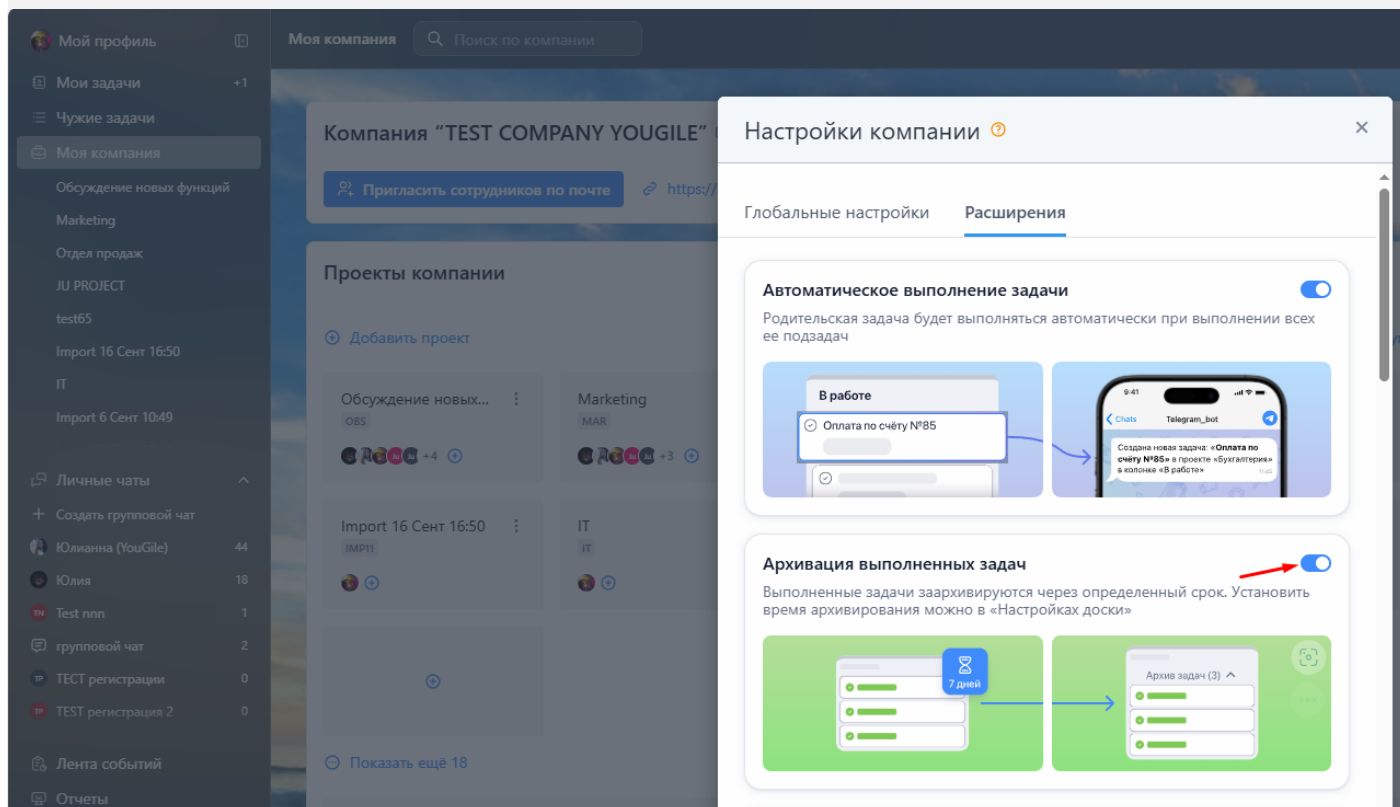 Мой профиль
Моя компания
Поиск по компании
Мои задачи +1
Чужие задачи
Моя компания
Обсуждение новых функций
Marketing
Отдел продаж
JU PROJECT
test65
Import 16 Сент 16:50
IT
Import 6 Сент 10:49
Личные чаты
Создать групповой чат
Юлианна (YouGile) 44
Юлия 18
TN Test nnn 1
групповой чат 2
TP ТЕСТ регистрации 0
TP TEST регистрация 2 0
Лента событий
Отчеты
Компания “TEST COMPANY YOUGILE”
Пригласить сотрудников по почте
https://
Проекты компании
Добавить проект
Обсуждение новых...
OBS
+4
Marketing
MAR
+3
Import 16 Сент 16:50
IMP11
IT
IT
Показать ещё 18
Настройки компании
Глобальные настройки Расширения
Автоматическое выполнение задачи
Родительская задача будет выполняться автоматически при выполнении всех
ее подзадач
В работе
Оплата по счёту №85
9:41
Chats Telegram_bot
Создана новая задача: «Оплата по
счёту №85» в проекте «Бухгалтерия»
в колонке «В работе»
Архивация выполненных задач
Выполненные задачи заархивируются через определенный срок. Установить
время архивирования можно в «Настройках доски»
7 дней
Архив задач (3)